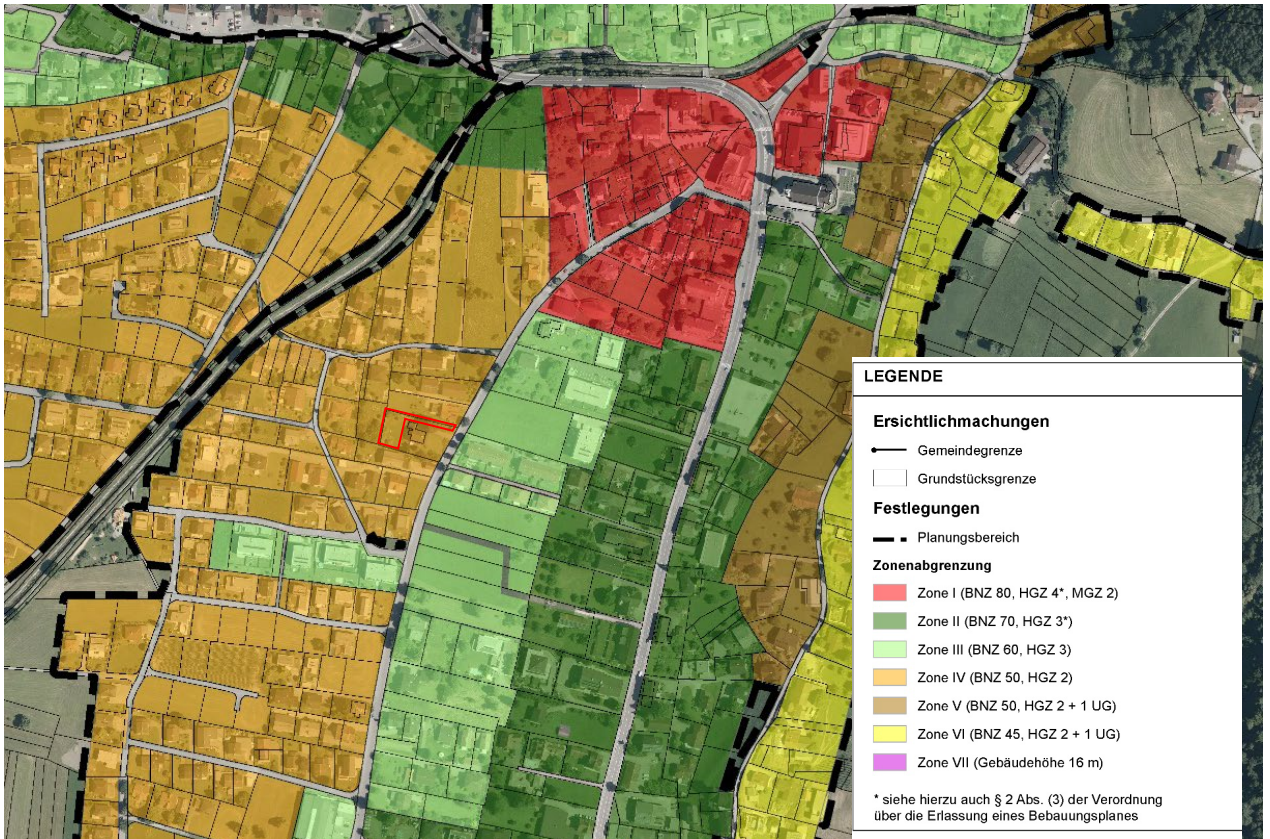 LEGENDE
Ersichtlichmachungen
Gemeindegrenze
Grundstücksgrenze
Festlegungen
Planungsbereich
Zonenabgrenzung
Zone I (BNZ 80, HGZ 4*, MGZ 2)
Zone II (BNZ 70, HGZ 3*)
Zone III (BNZ 60, HGZ 3)
Zone IV (BNZ 50, HGZ 2)
Zone V (BNZ 50, HGZ 2 + 1 UG)
Zone VI (BNZ 45, HGZ 2 + 1 UG)
Zone VII (Gebäudehöhe 16 m)
* siehe hierzu auch § 2 Abs. (3) der Verordnung
über die Erlassung eines Bebauungsplanes